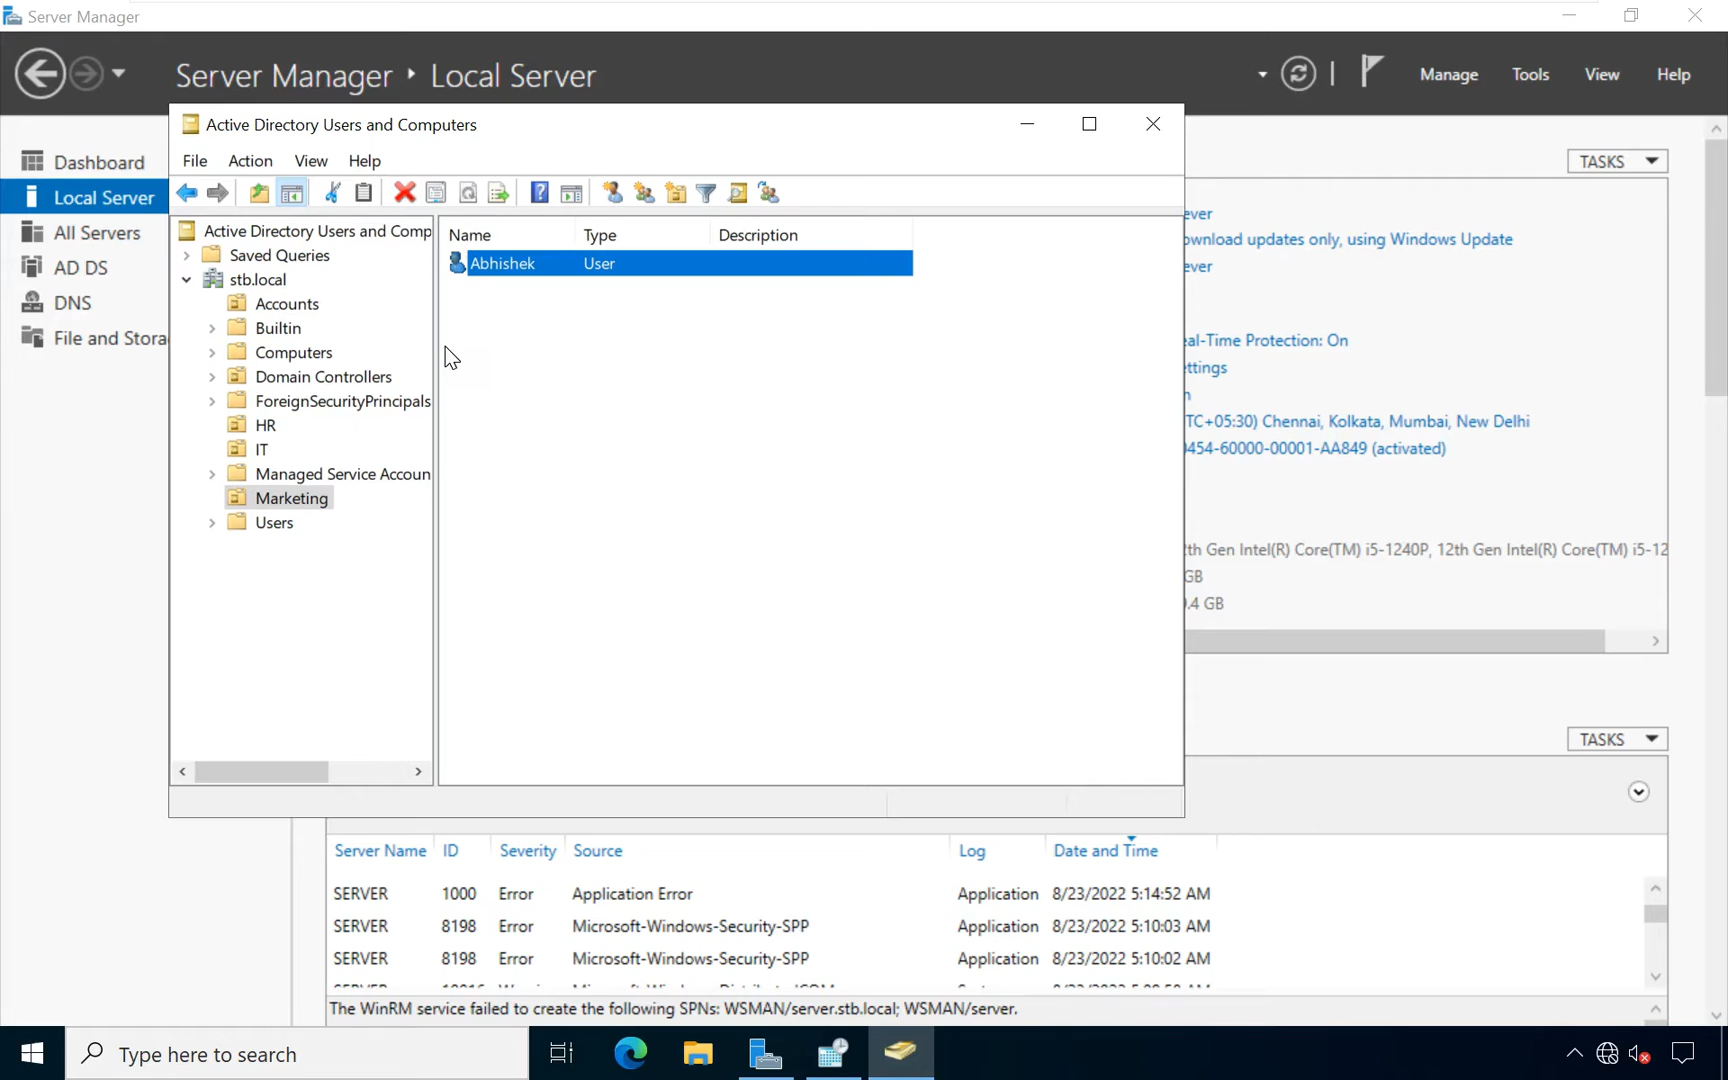 Server Manager
Server Manager ‣ Local Server
Manage Tools View Help
Active Directory Users and Computers
File Action View Help
Dashboard
Local Server
All Servers
AD DS
DNS
File and Stora
Active Directory Users and Comp
Saved Queries
stb.local
Accounts
Builtin
Computers
Domain Controllers
ForeignSecurityPrincipals
HR
IT
Managed Service Accoun
Marketing
Users
Name Type Description
Abhishek User
TASKS
ever
ownload updates only, using Windows Update
ever
eal-Time Protection: On
ettings
n
TC+05:30) Chennai, Kolkata, Mumbai, New Delhi
0454-60000-00001-AA849 (activated)
th Gen Intel(R) Core(TM) i5-1240P, 12th Gen Intel(R) Core(TM) i5-12
GB
.4 GB
TASKS
Server Name ID Severity Source Log Date and Time
SERVER 1000 Error Application Error Application 8/23/2022 5:14:52 AM
SERVER 8198 Error Microsoft-Windows-Security-SPP Application 8/23/2022 5:10:03 AM
SERVER 8198 Error Microsoft-Windows-Security-SPP Application 8/23/2022 5:10:02 AM
The WinRM service failed to create the following SPNs: WSMAN/server.stb.local; WSMAN/server.
Type here to search